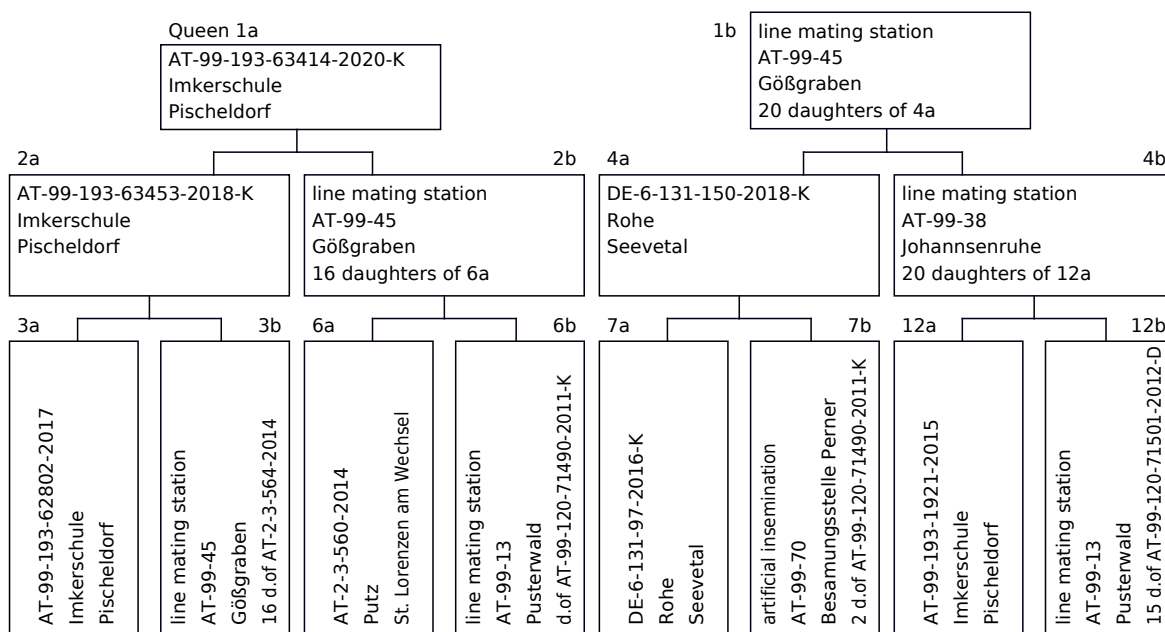 Queen 1a
AT-99-193-63414-2020-K
Imkerschule
Pischeldorf
1b
line mating station
AT-99-45
Gößgraben
20 daughters of 4a
2a
AT-99-193-63453-2018-K
Imkerschule
Pischeldorf
2b
line mating station
AT-99-45
Gößgraben
16 daughters of 6a
4a
DE-6-131-150-2018-K
Rohe
Seevetal
4b
line mating station
AT-99-38
Johannsenruhe
20 daughters of 12a
3a
AT-99-193-62802-2017
Imkerschule
Pischeldorf
3b
line mating station
AT-99-45
Gößgraben
16 d.of AT-2-3-564-2014
6a
AT-2-3-560-2014
Putz
St. Lorenzen am Wechsel
6b
line mating station
AT-99-13
Pusterwald
d.of AT-99-120-71490-2011-K
7a
DE-6-131-97-2016-K
Rohe
Seevetal
7b
artificial insemination
AT-99-70
Besamungsstelle Perner
2 d.of AT-99-120-71490-2011-K
12a
AT-99-193-1921-2015
Imkerschule
Pischeldorf
12b
line mating station
AT-99-13
Pusterwald
15 d.of AT-99-120-71501-2012-D